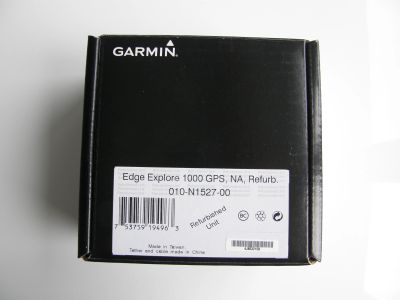 GARMIN
Edge Explore 1000 GPS, NA, Refurb.
010-N1527-00
7 53759 19496 3
Refurbished
Unit
Made in Taiwan
Tether and cable made in China